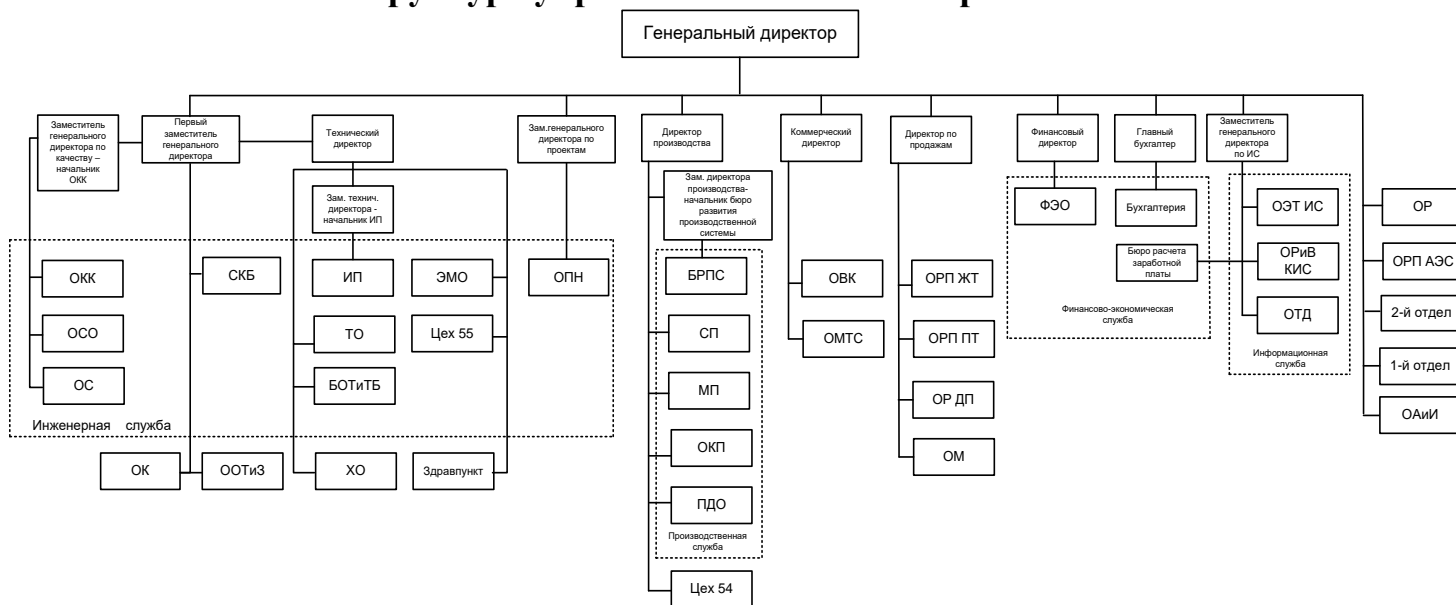 Генеральный директор
Заместитель
генерального
директора по
качеству –
начальник
ОКК
Первый
заместитель
генерального
директора
Технический
директор
Зам.генерального
директора по
проектам
Директор
производства
Коммерческий
директор
Директор по
продажам
Финансовый
директор
Главный
бухгалтер
Заместитель
генерального
директора
по ИС
Зам. технич.
директора -
начальник ИП
Зам. директора
производства-
начальник бюро
развития
производственной
системы
ФЭО
Бухгалтерия
ОЭТ ИС
ОР
ОКК
СКБ
ИП
ЭМО
ОПН
БРПС
ОВК
ОРП ЖТ
Бюро расчета
заработной
платы
ОРиВ
КИС
ОРП АЭС
ОСО
ТО
Цех 55
СП
ОМТС
ОРП ПТ
Финансово-экономическая
служба
ОТД
2-й отдел
Информационная
служба
1-й отдел
ОС
БОТиТБ
МП
ОР ДП
ОАиИ
Инженерная служба
ОК
ООТиЗ
ХО
Здравпункт
ОКП
ОМ
ПДО
Производственная
служба
Цех 54